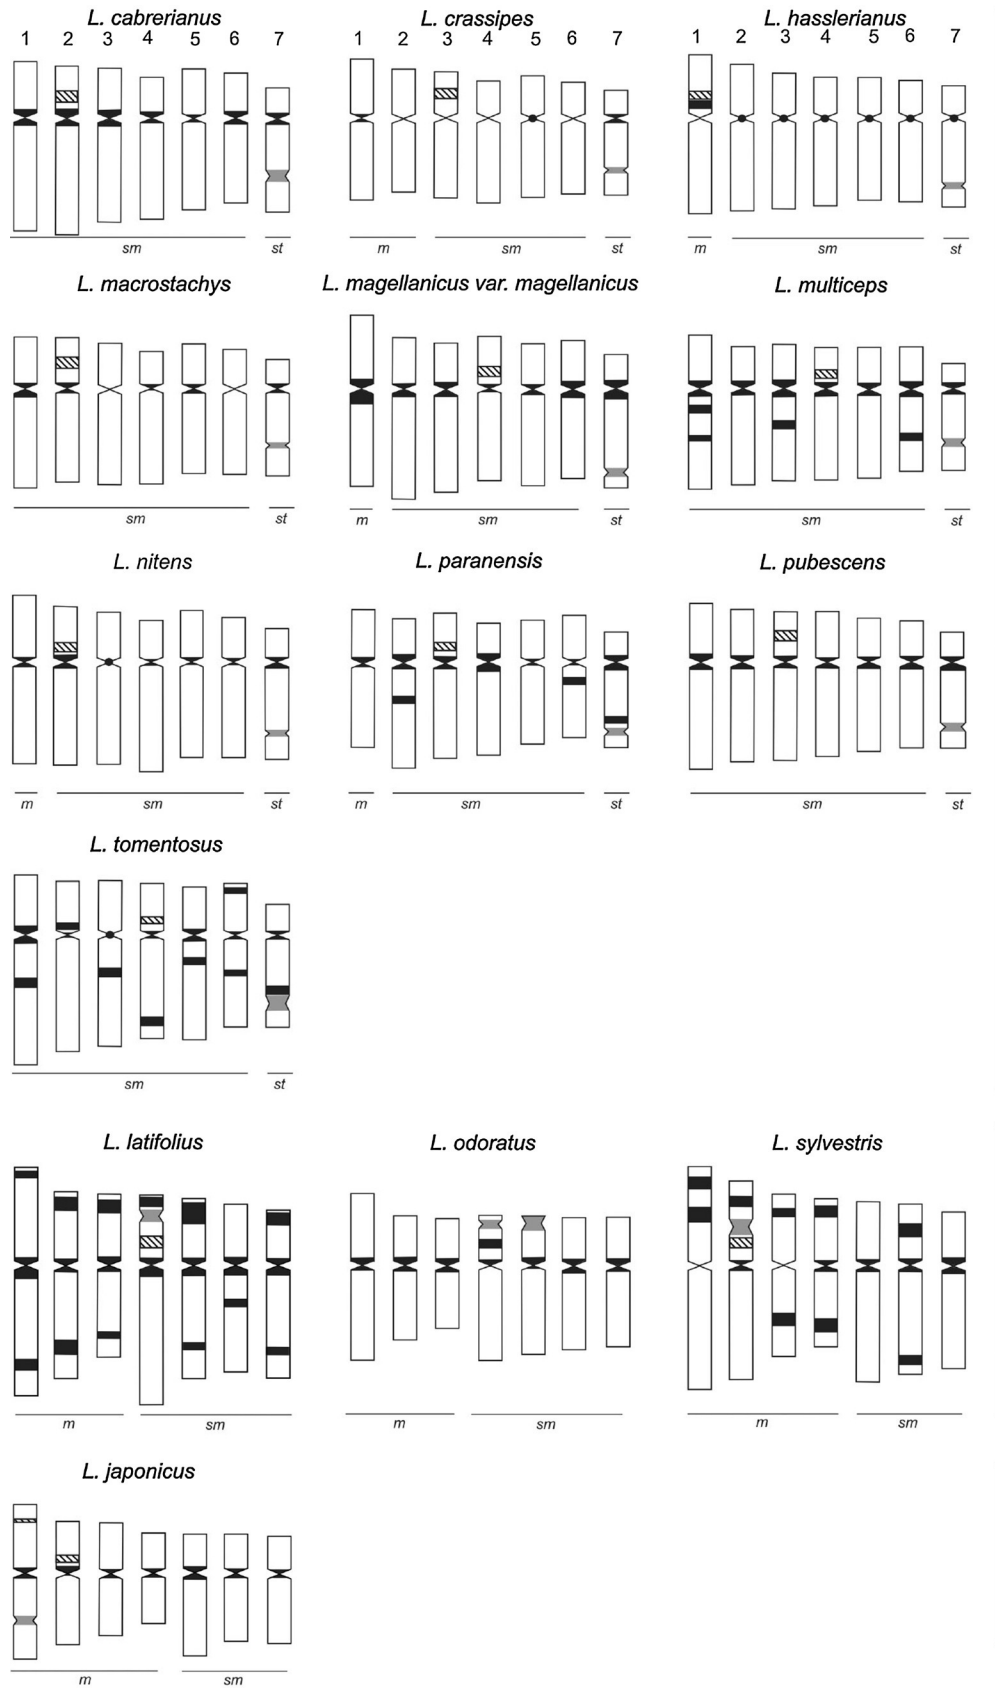 L. cabrerianus
L. crassipes
L. hasslerianus
1 2 3 4 5 6 7
1 2 3 4 5 6 7
1 2 3 4 5 6 7
sm st
m sm st
m sm st
L. macrostachys
L. magellanicus var. magellanicus
L. multiceps
sm st
m sm st
sm st
L. nitens
L. paranensis
L. pubescens
m sm st
m sm st
sm st
L. tomentosus
sm st
L. latifolius
L. odoratus
L. sylvestris
m sm
m sm
m sm
L. japonicus
m sm